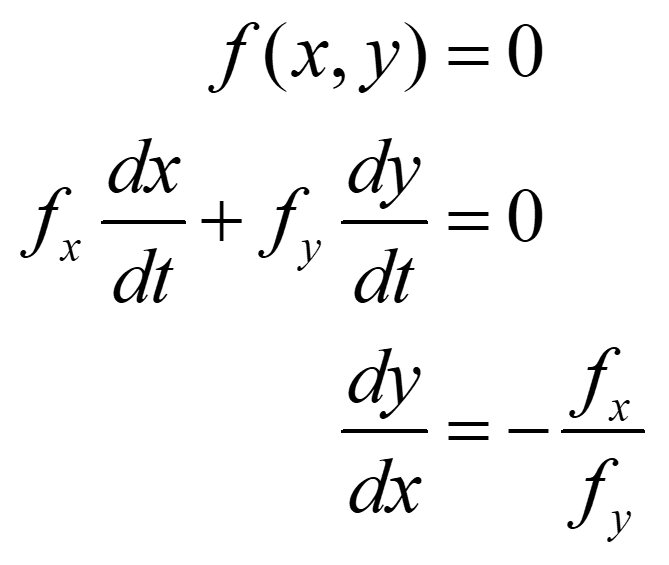 f(x, y) = 0
f_x dx/dt + f_y dy/dt = 0
dy/dx = − f_x/f_y